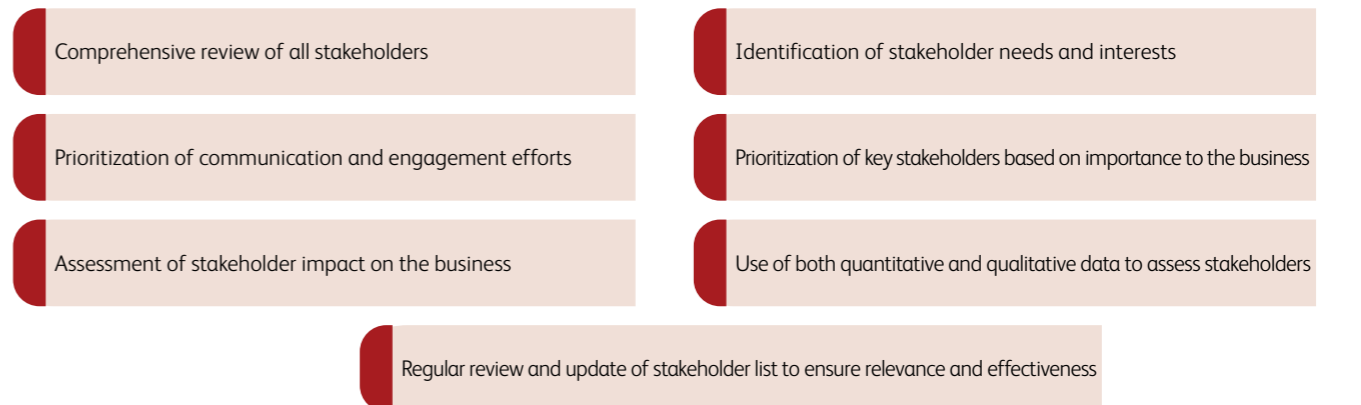 Comprehensive review of all stakeholders
Identification of stakeholder needs and interests
Prioritization of communication and engagement efforts
Prioritization of key stakeholders based on importance to the business
Assessment of stakeholder impact on the business
Use of both quantitative and qualitative data to assess stakeholders
Regular review and update of stakeholder list to ensure relevance and effectiveness